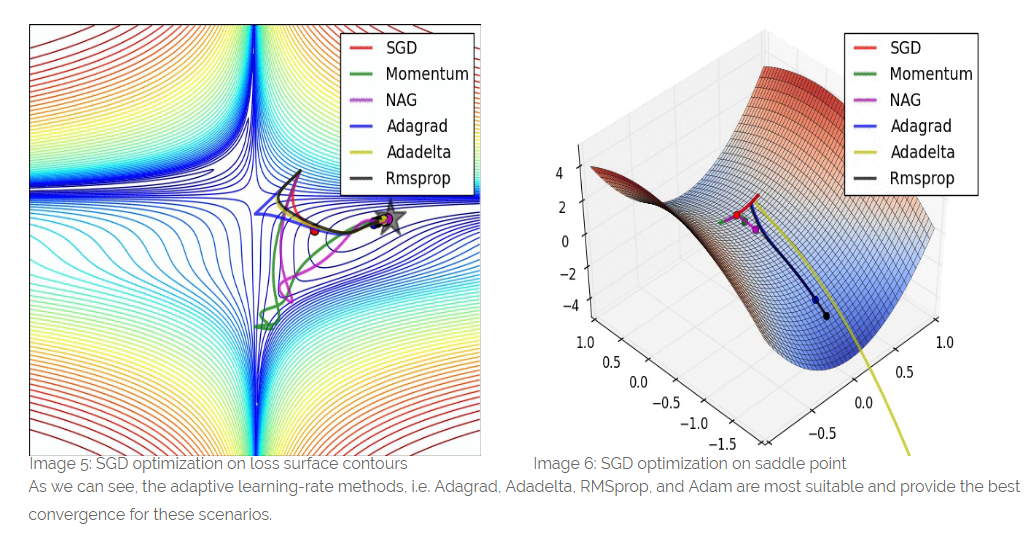 SGD
Momentum
NAG
Adagrad
Adadelta
Rmsprop
SGD
Momentum
NAG
Adagrad
Adadelta
Rmsprop
4
2
0
−2
−4
1.0
0.5
0.0
−0.5
−1.0
−1.5
−0.5
0.0
0.5
1.0
Image 5: SGD optimization on loss surface contours
Image 6: SGD optimization on saddle point
As we can see, the adaptive learning-rate methods, i.e. Adagrad, Adadelta, RMSprop, and Adam are most suitable and provide the best
convergence for these scenarios.